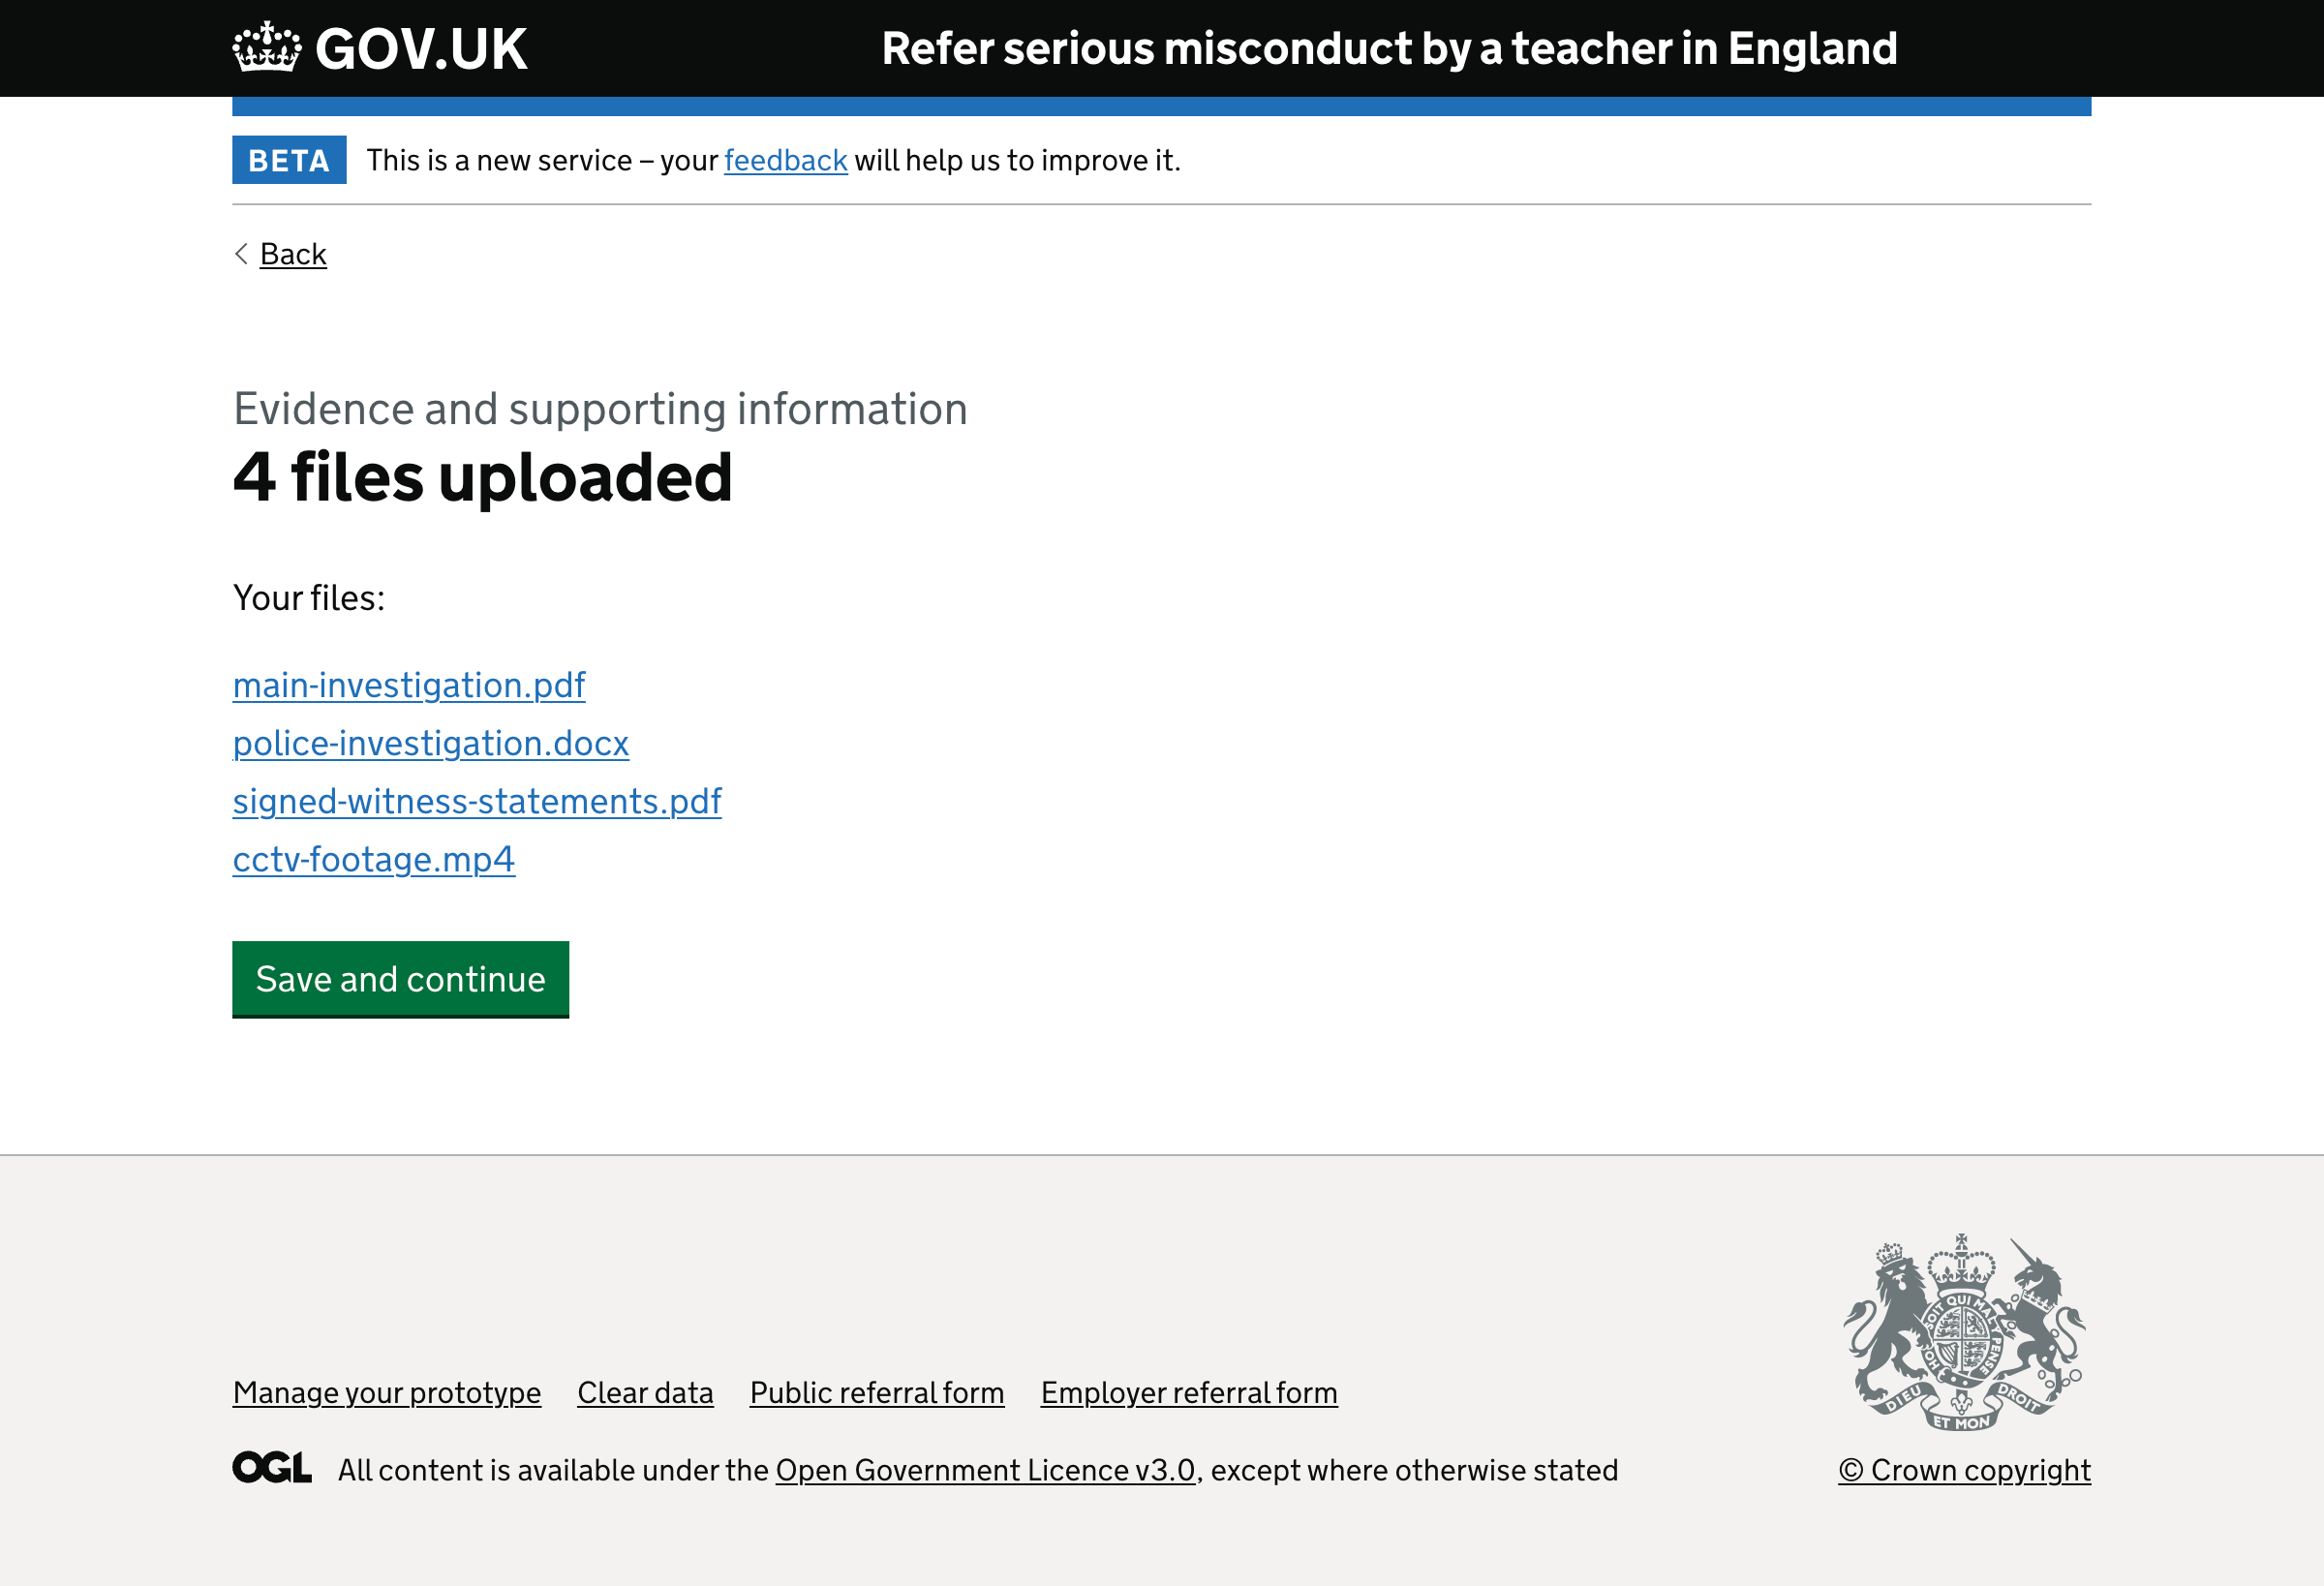 GOV.UK
Refer serious misconduct by a teacher in England
BETA This is a new service – your feedback will help us to improve it.
Back
Evidence and supporting information
4 files uploaded
Your files:
main-investigation.pdf
police-investigation.docx
signed-witness-statements.pdf
cctv-footage.mp4
Save and continue
Manage your prototype Clear data Public referral form Employer referral form
OGL All content is available under the Open Government Licence v3.0, except where otherwise stated
SOIT QUI MAL Y PENSE
DIEU ET MON DROIT
© Crown copyright